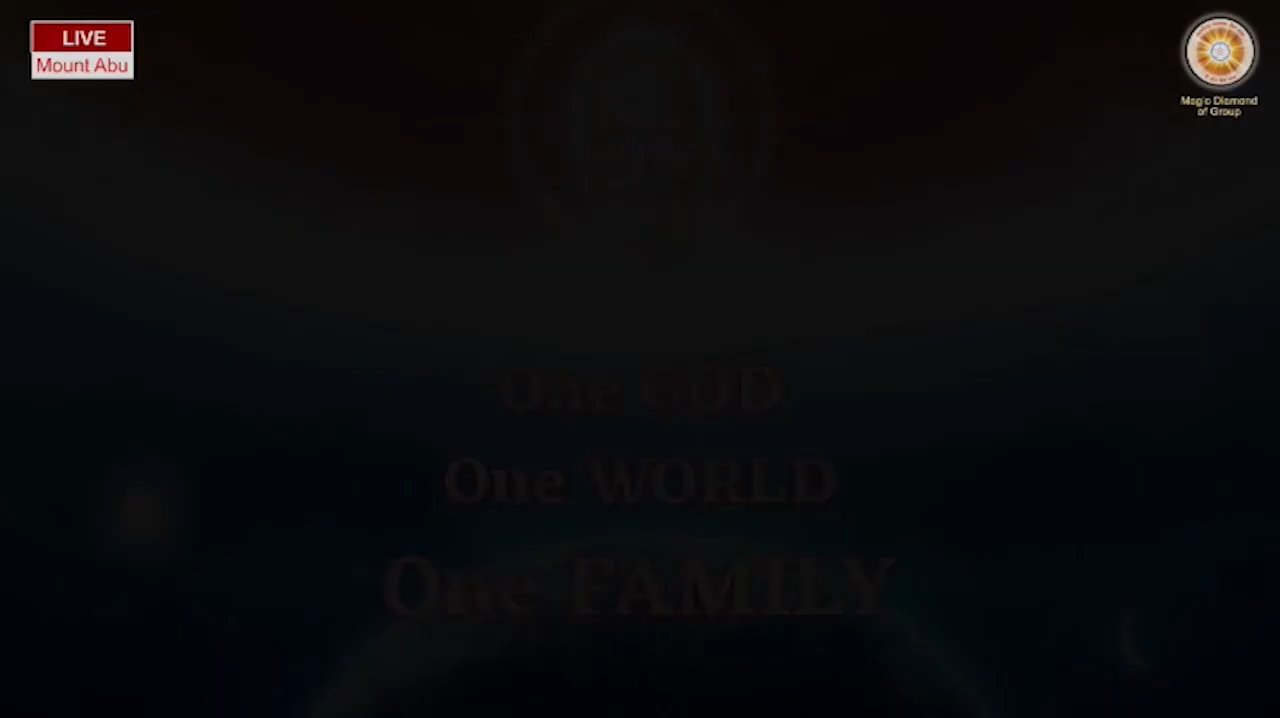 LIVE
Mount Abu
Magic Diamond
of Group
One GOD
One WORLD
One FAMILY